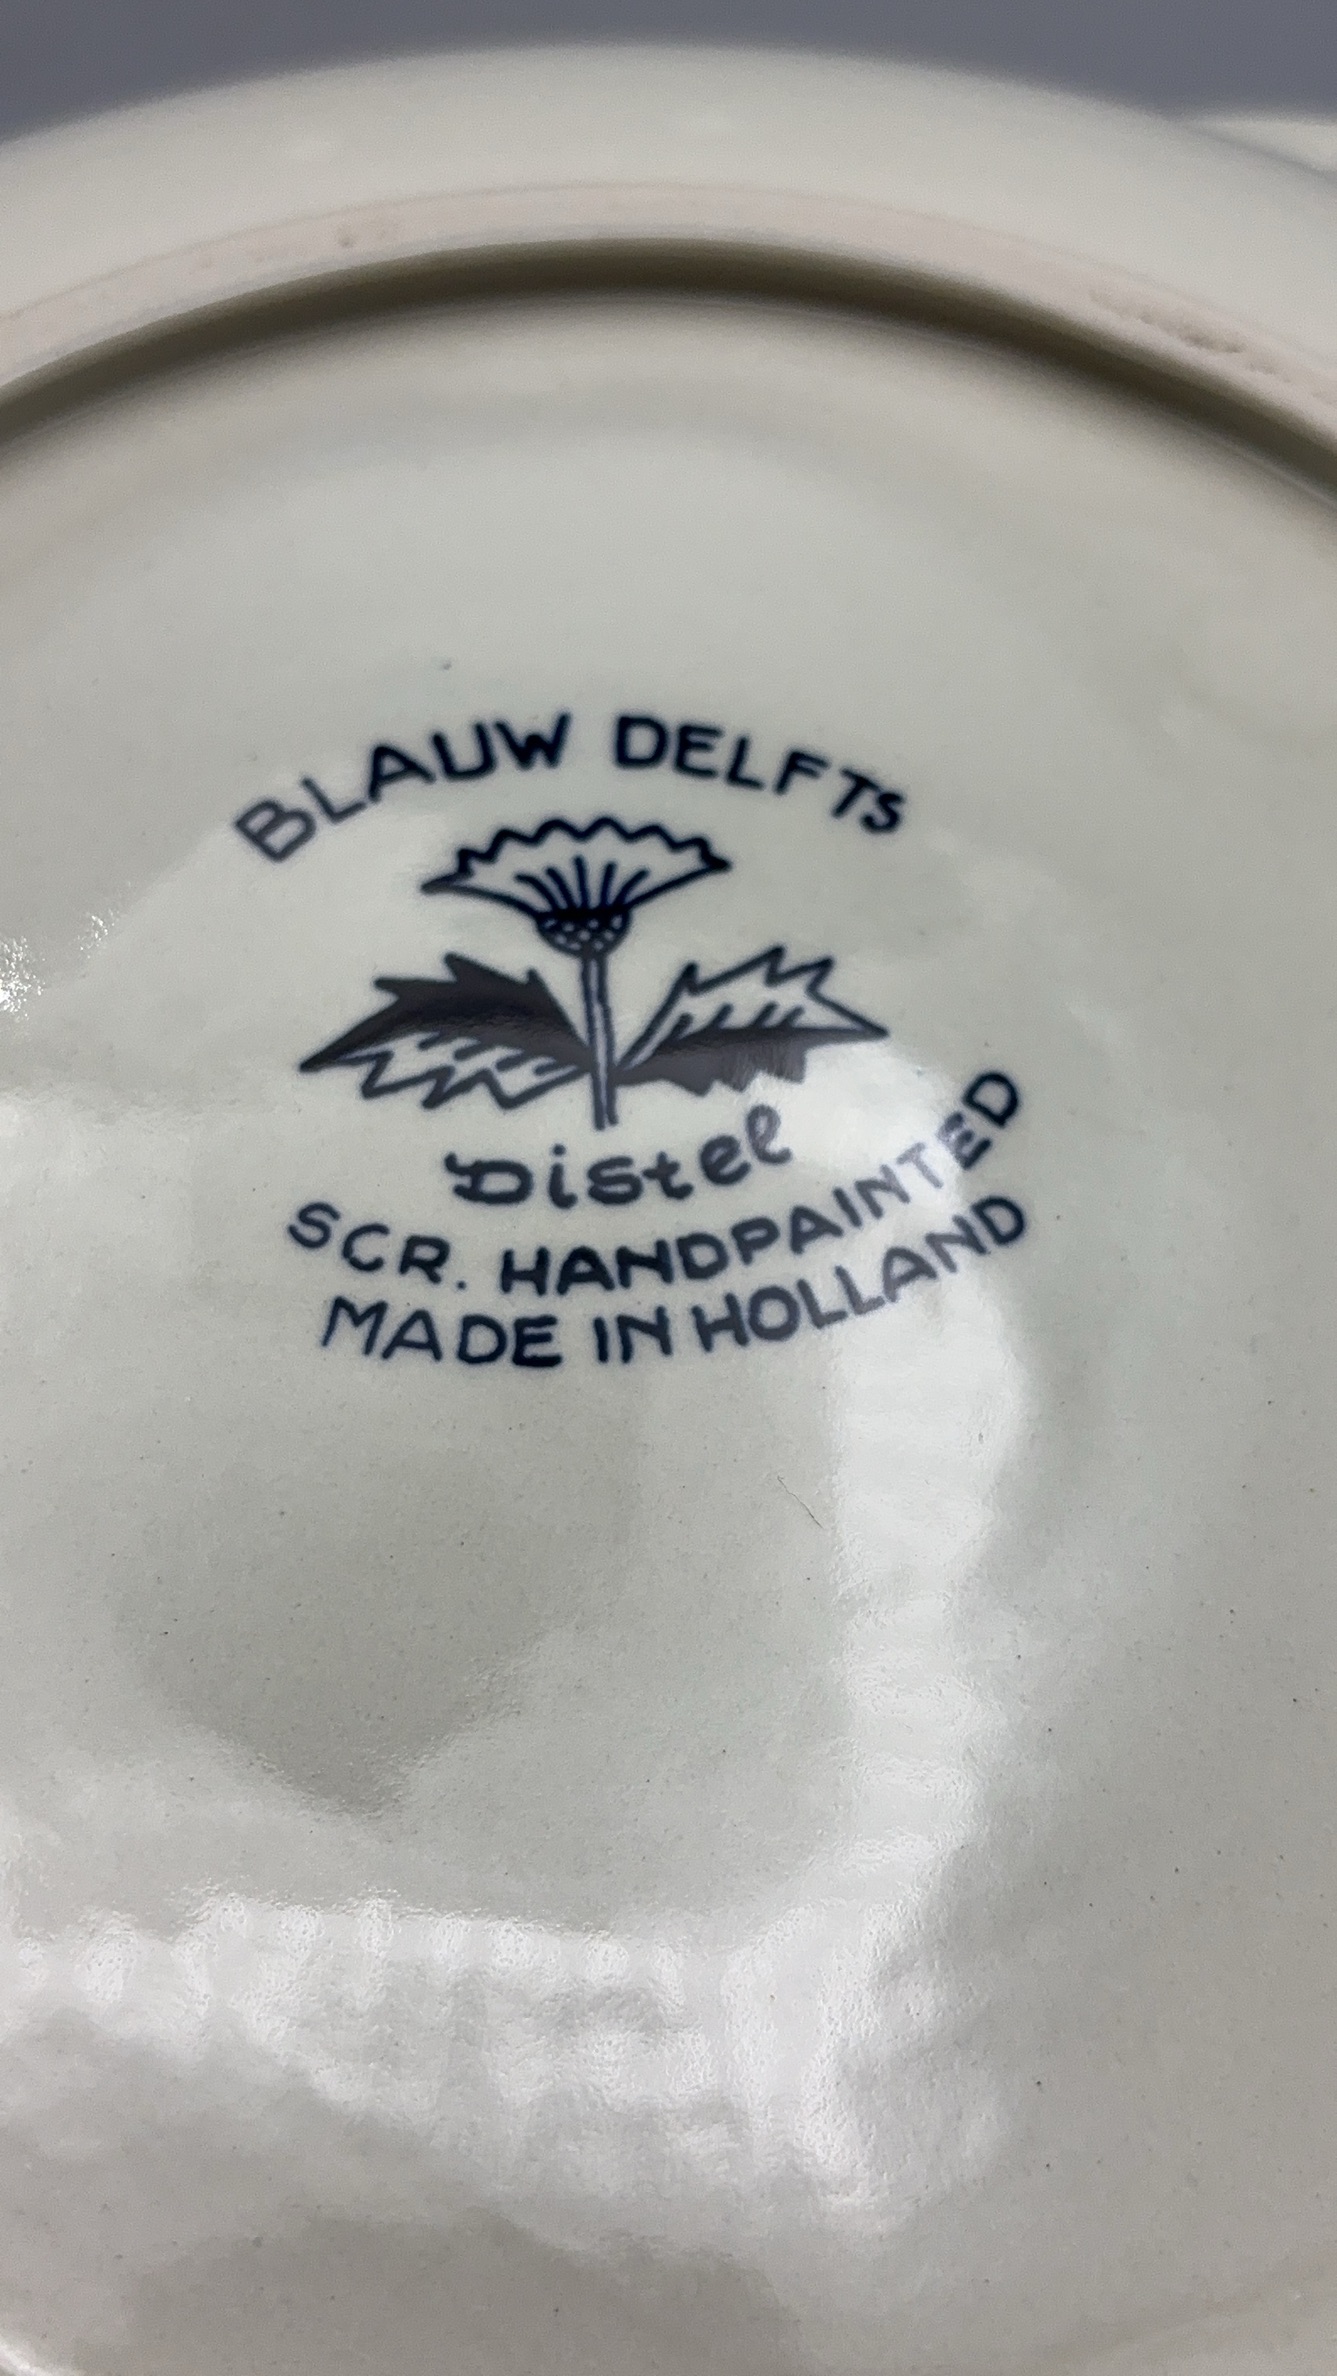 BLAUW DELFTS
Distel
SCR. HANDPAINTED
MADE IN HOLLAND